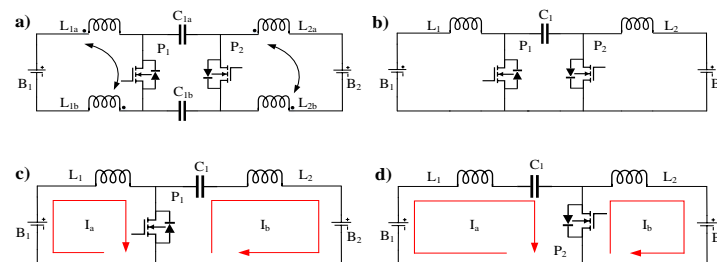 a) L1a C1a L2a
P1 P2
B1 B2
L1b C1b L2b
b) L1 C1 L2
P1 P2
B1 B
c) L1 P1 C1 L2
B1 Ia Ib B2
d) L1 C1 L2
B1 Ia P2 Ib B